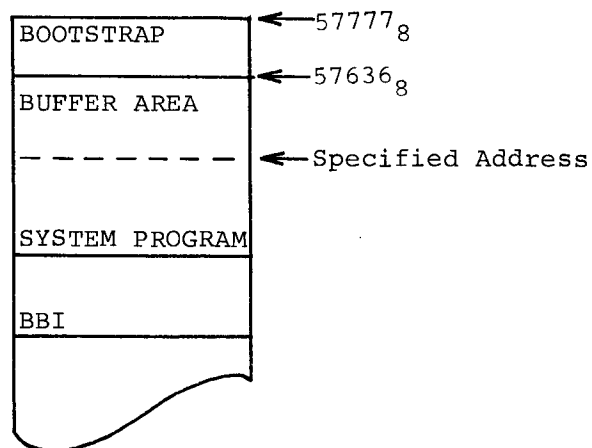 BOOTSTRAP
57777₈
57636₈
BUFFER AREA
Specified Address
SYSTEM PROGRAM
BBI